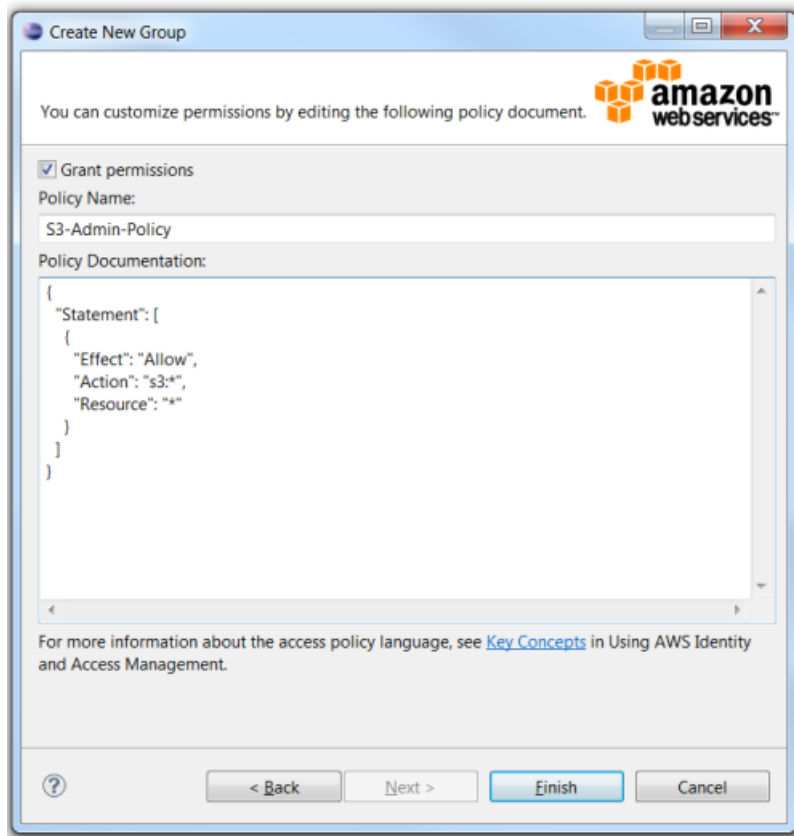 Create New Group
You can customize permissions by editing the following policy document.
amazon
webservices™
Grant permissions
Policy Name:
S3-Admin-Policy
Policy Documentation:
{
"Statement": [
{
"Effect": "Allow",
"Action": "s3:*",
"Resource": "*"
}
]
}
For more information about the access policy language, see Key Concepts in Using AWS Identity
and Access Management.
?
< Back
Next >
Finish
Cancel